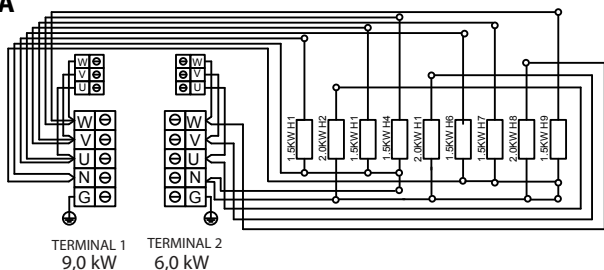 A
W
V
U
W
V
U
W
V
U
N
G
W
V
U
N
G
1.5KW H1
2.0KW H2
1.5KW H1
1.5KW H4
2.0KW H1
1.5KW H6
1.5KW H7
2.0KW H8
1.5KW H9
TERMINAL 1
9,0 kW
TERMINAL 2
6,0 kW